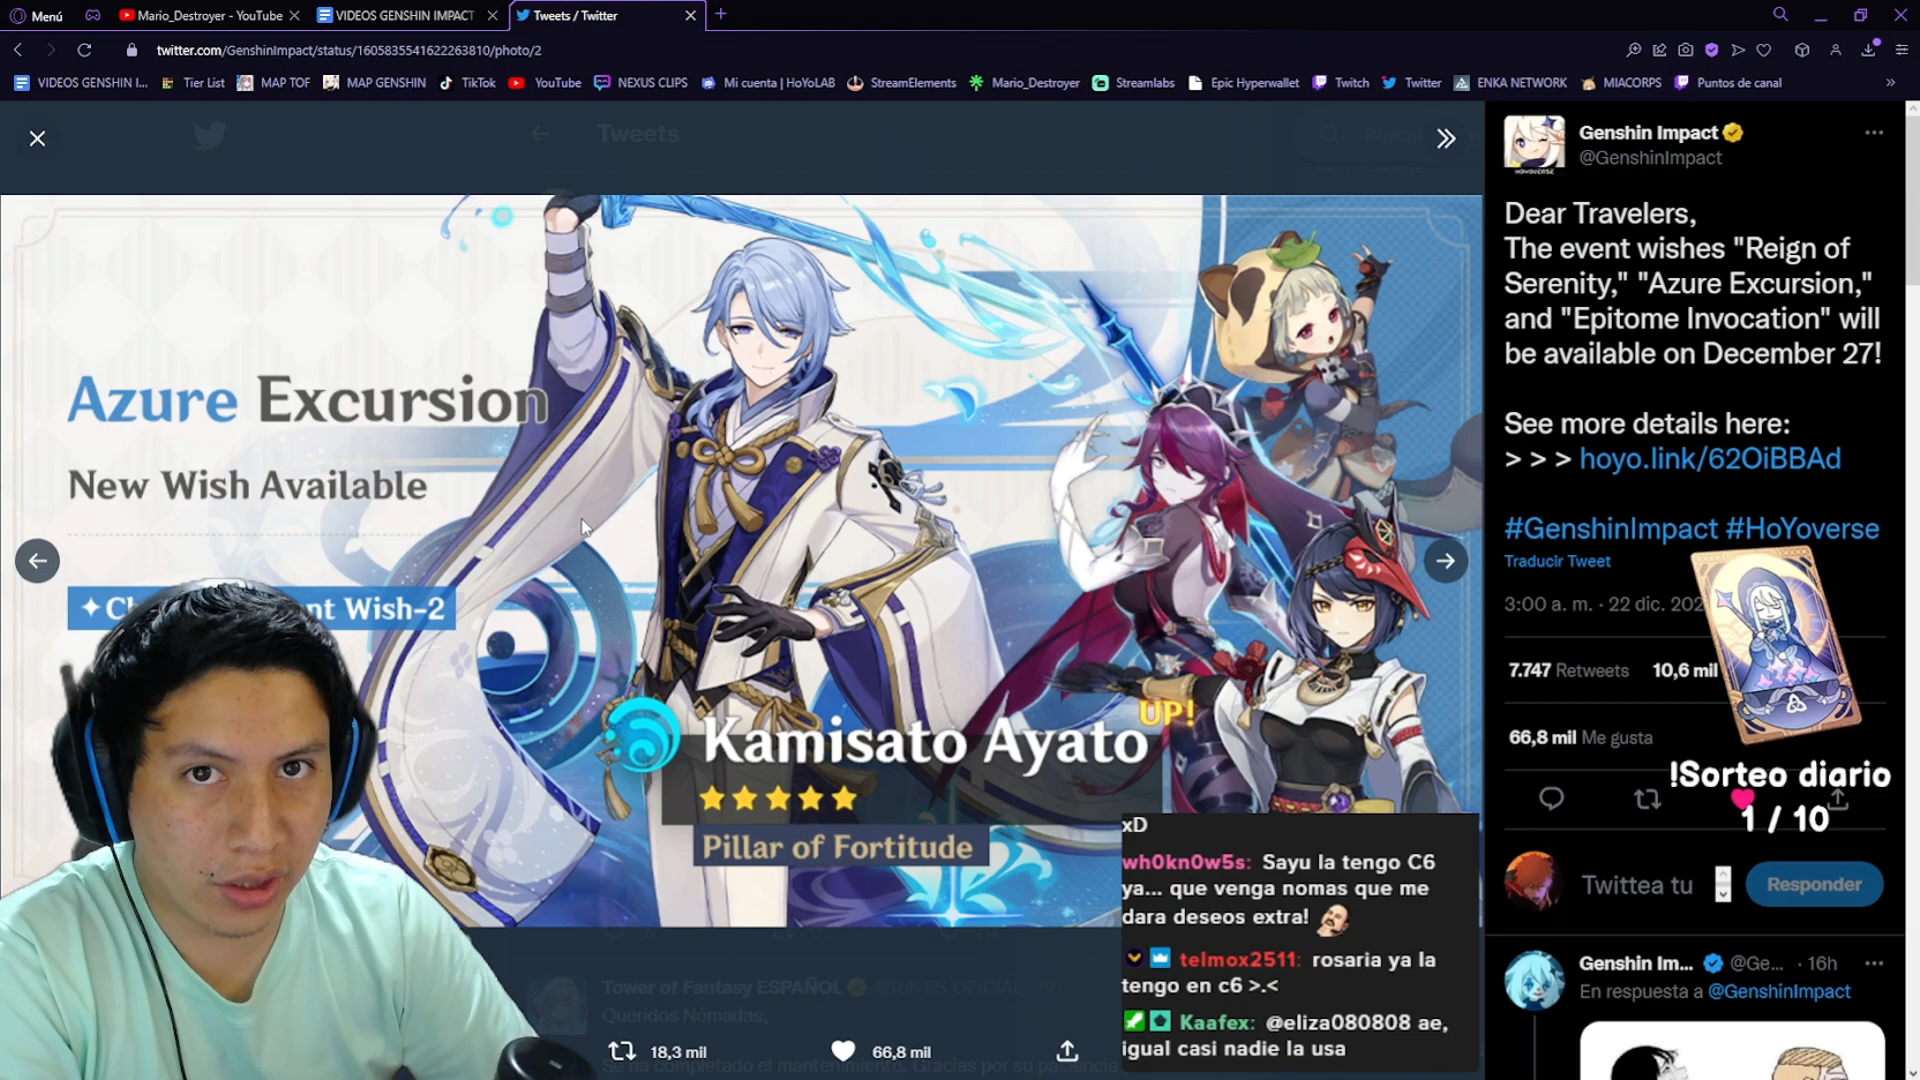 Menú
Mario_Destroyer - YouTube
VIDEOS GENSHIN IMPACT
Tweets / Twitter
twitter.com/GenshinImpact/status/1605835541622263810/photo/2
VIDEOS GENSHIN I...
Tier List
MAP TOF
MAP GENSHIN
TikTok
YouTube
NEXUS CLIPS
Mi cuenta | HoYoLAB
StreamElements
Mario_Destroyer
Streamlabs
Epic Hyperwallet
Twitch
Twitter
ENKA NETWORK
MIACORPS
Puntos de canal
Tweets
Azure Excursion
New Wish Available
nt Wish-2
Kamisato Ayato
UP!
Pillar of Fortitude
Genshin Impact
@GenshinImpact
HOYOVERSE
Dear Travelers,
The event wishes "Reign of
Serenity," "Azure Excursion,"
and "Epitome Invocation" will
be available on December 27!
See more details here:
> > > hoyo.link/62OiBBAd
#GenshinImpact #HoYoverse
Traducir Tweet
3:00 a. m. · 22 dic. 202
7.747 Retweets 10,6 mil
66,8 mil Me gusta
!Sorteo diario
1 / 10
Twittea tu
Responder
Genshin Im... @Ge... · 16h
En respuesta a @GenshinImpact
xD
wh0kn0w5s: Sayu la tengo C6
ya... que venga nomas que me
dara deseos extra!
telmox2511: rosaria ya la
tengo en c6 >.<
Kaafex: @eliza080808 ae,
igual casi nadie la usa
Tower of Fantasy ESPAÑOL
Queridos Nómadas,
18,3 mil
66,8 mil